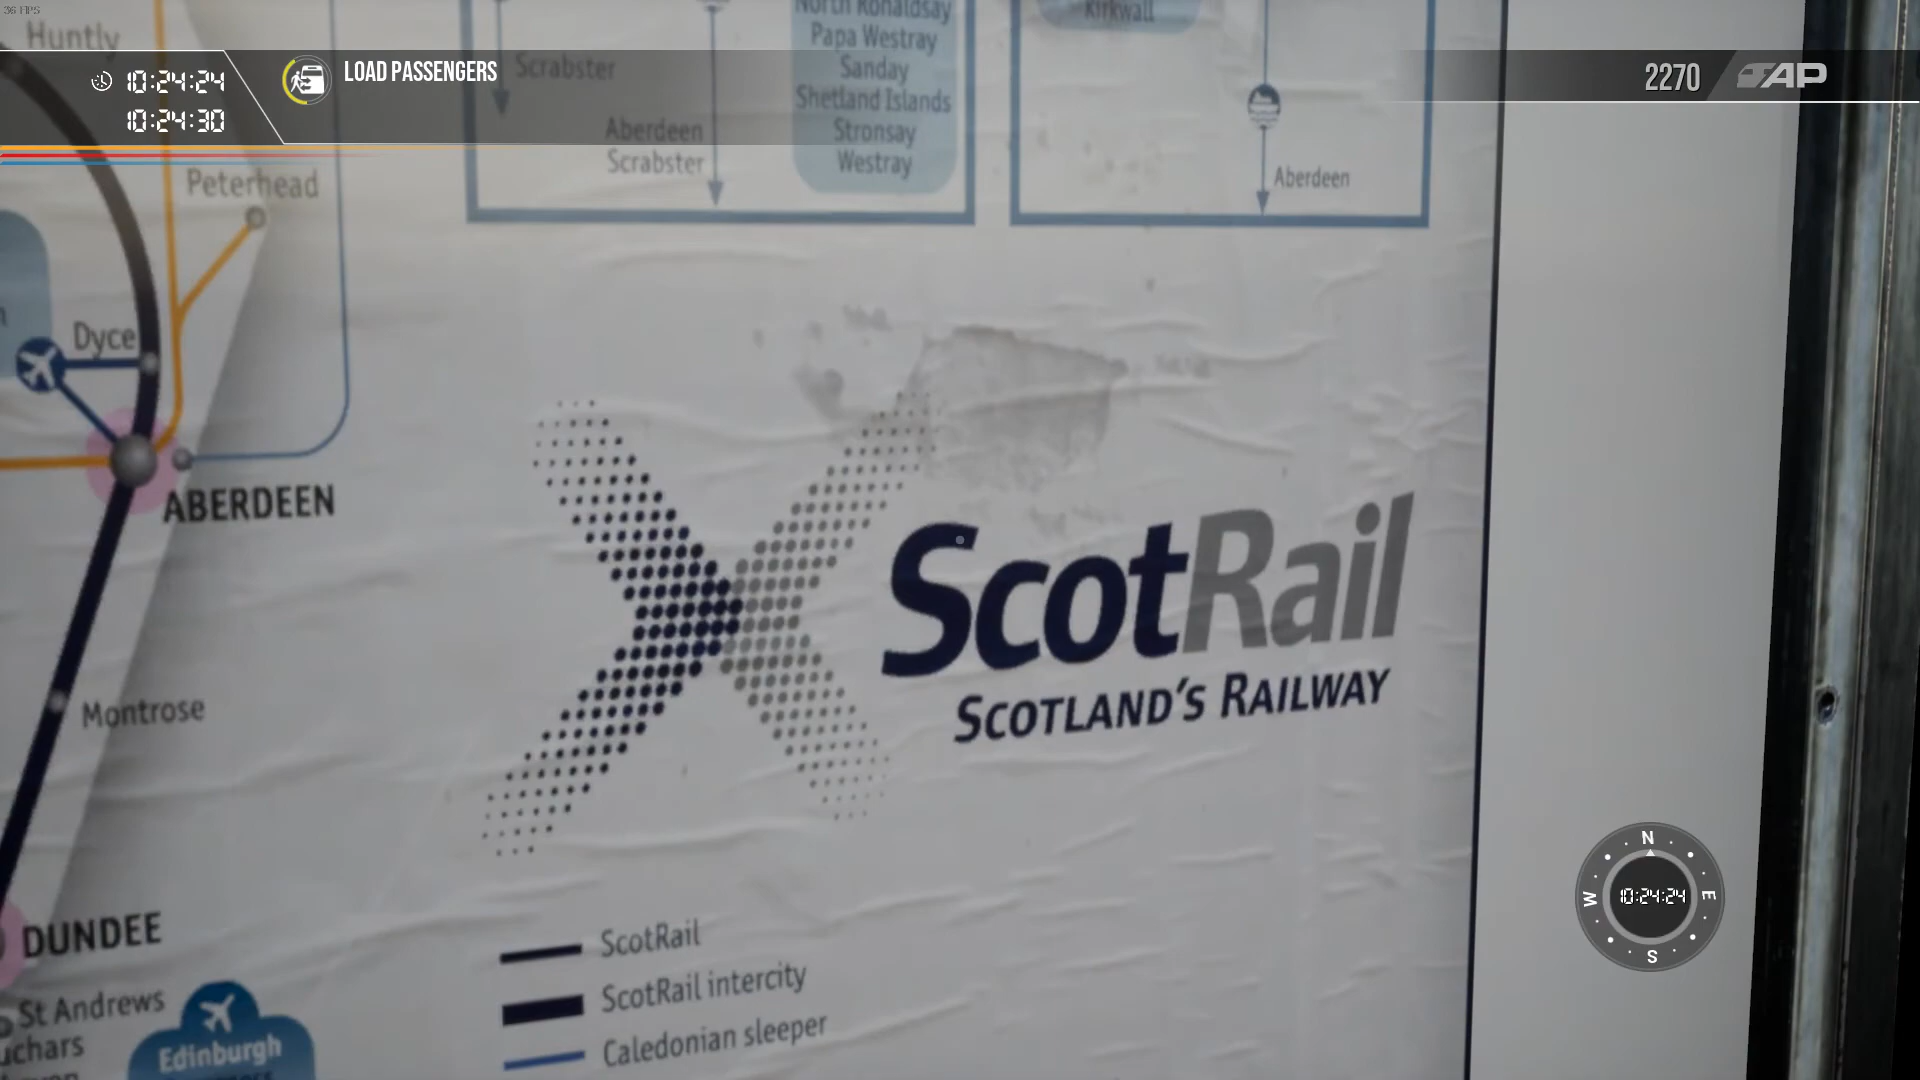 36 FPS
Huntly
10:24:24
10:24:30
LOAD PASSENGERS
2270 AP
North Ronaldsay
Papa Westray
Sanday
Shetland Islands
Stronsay
Westray
Scrabster
Aberdeen
Scrabster
Kirkwall
Aberdeen
Peterhead
Dyce
ABERDEEN
Montrose
ScotRail
SCOTLAND'S RAILWAY
N
E
S
W
10:24:24
DUNDEE
St Andrews
Edinburgh
ScotRail
ScotRail intercity
Caledonian sleeper